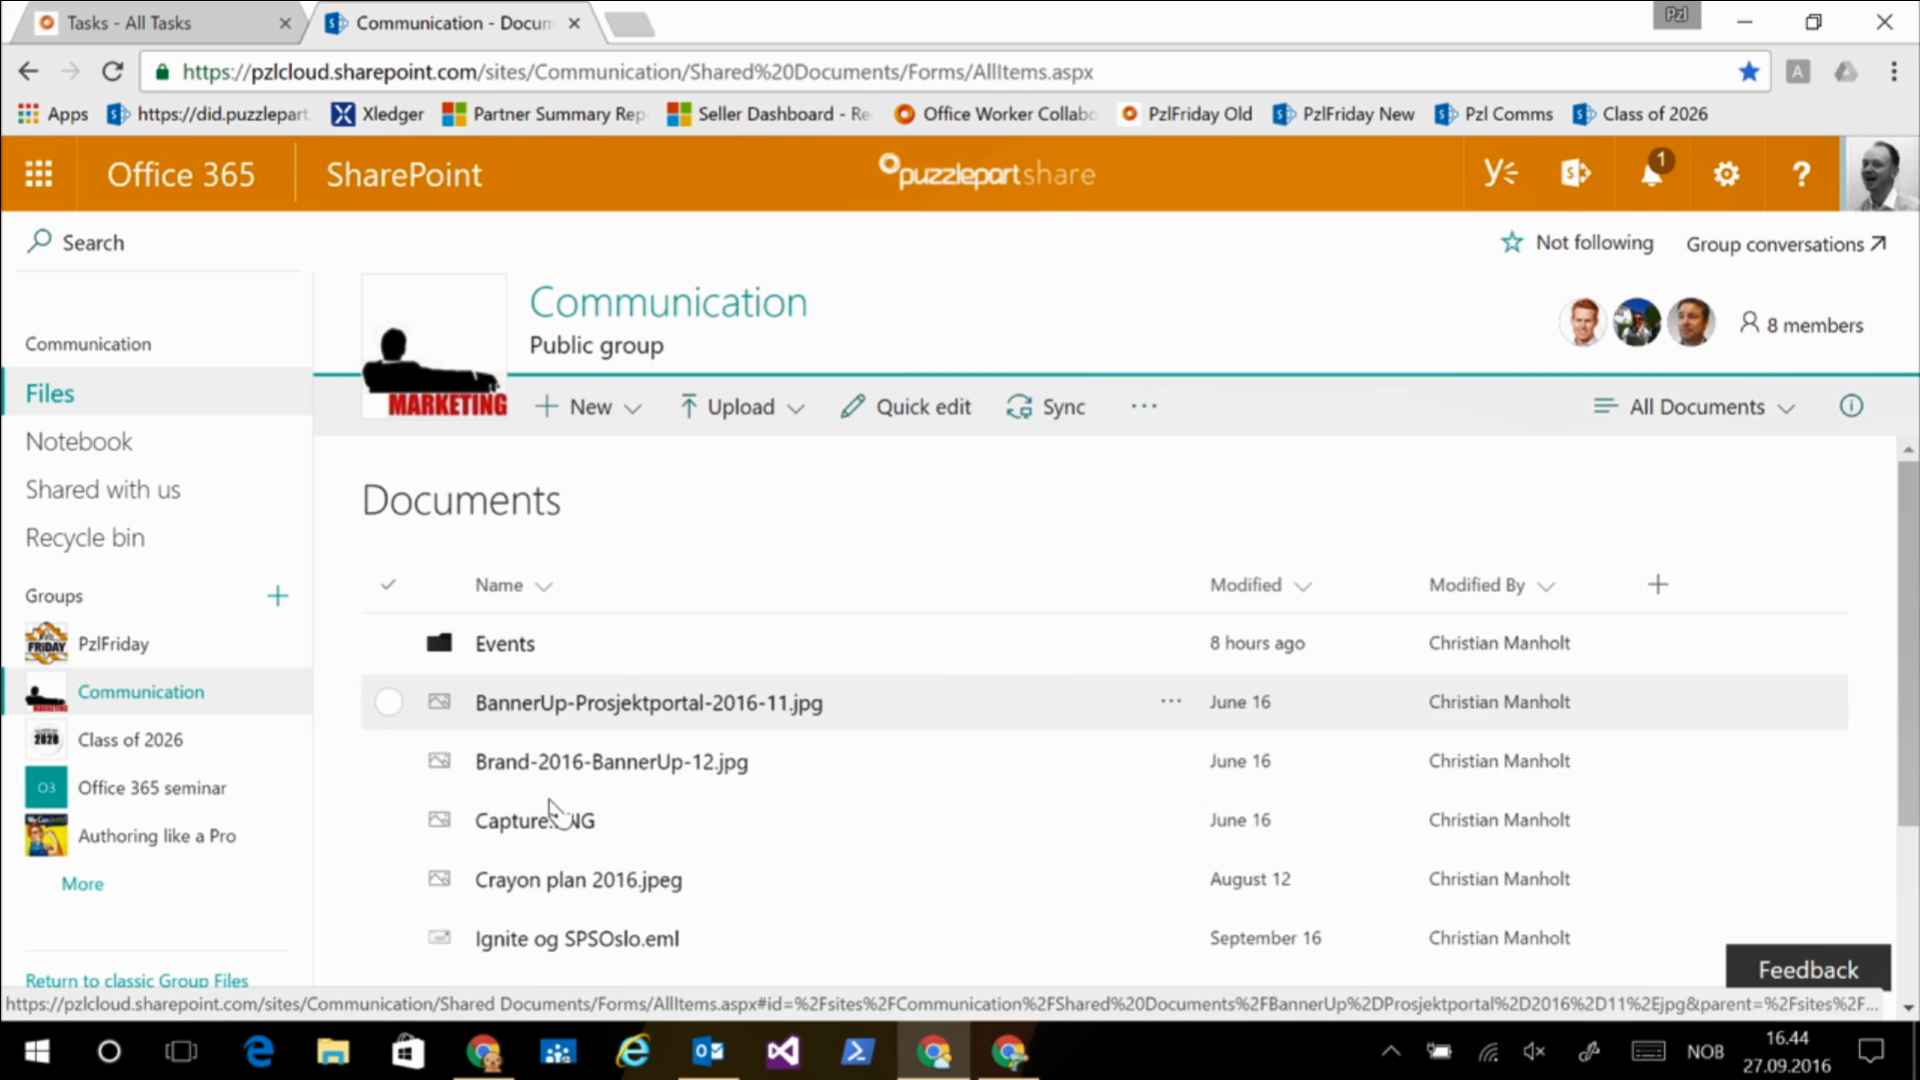 Tasks - All Tasks
Communication - Docum
Pzl
https://pzlcloud.sharepoint.com/sites/Communication/Shared%20Documents/Forms/AllItems.aspx
Apps
https://did.puzzlepart.
Xledger
Partner Summary Rep
Seller Dashboard - Re
Office Worker Collabo
PzlFriday Old
PzlFriday New
Pzl Comms
Class of 2026
Office 365
SharePoint
puzzlepart share
1
?
Search
Not following
Group conversations
Communication
Public group
8 members
MARKETING
New
Upload
Quick edit
Sync
...
All Documents
Communication
Files
Notebook
Shared with us
Recycle bin
Groups
FRIDAY
PzlFriday
Communication
Class of 2026
O3
Office 365 seminar
Authoring like a Pro
More
Return to classic Group Files
Documents
Name
Modified
Modified By
Events
8 hours ago
Christian Manholt
BannerUp-Prosjektportal-2016-11.jpg
...
June 16
Christian Manholt
Brand-2016-BannerUp-12.jpg
June 16
Christian Manholt
June 16
Christian Manholt
Crayon plan 2016.jpeg
August 12
Christian Manholt
Ignite og SPSOslo.eml
September 16
Christian Manholt
Feedback
https://pzlcloud.sharepoint.com/sites/Communication/Shared Documents/Forms/AllItems.aspx#id=%2Fsites%2FCommunication%2FShared%20Documents%2FBannerUp%2DProsjektportal%2D2016%2D11%2Ejpg&parent=%2Fsites%2F...
NOB
16.44
27.09.2016